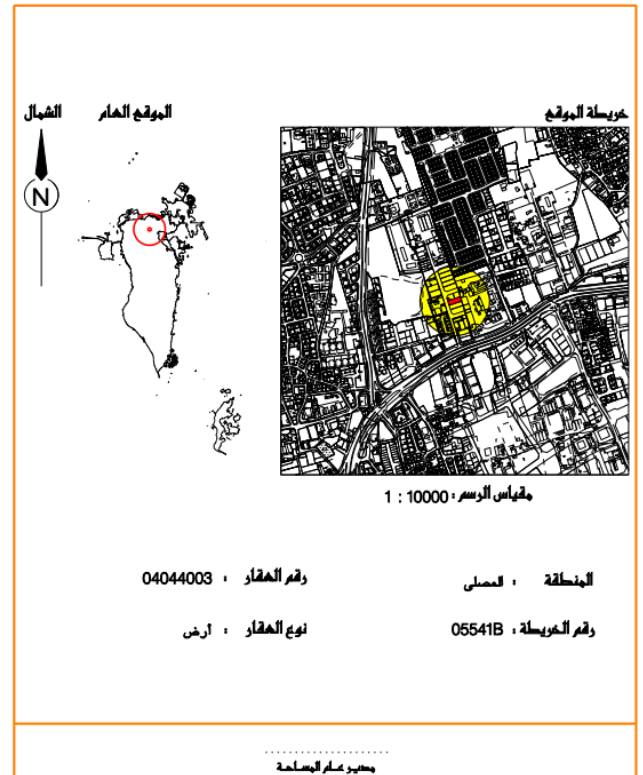 خريطة الموقع
الموقع العام
الشمال
N
مقياس الرسم : 10000 : 1
المنطقة : المصلى
رقم العقار : 04044003
رقم الخريطة : 05541B
نوع العقار : أرض
مدير عام المساحة